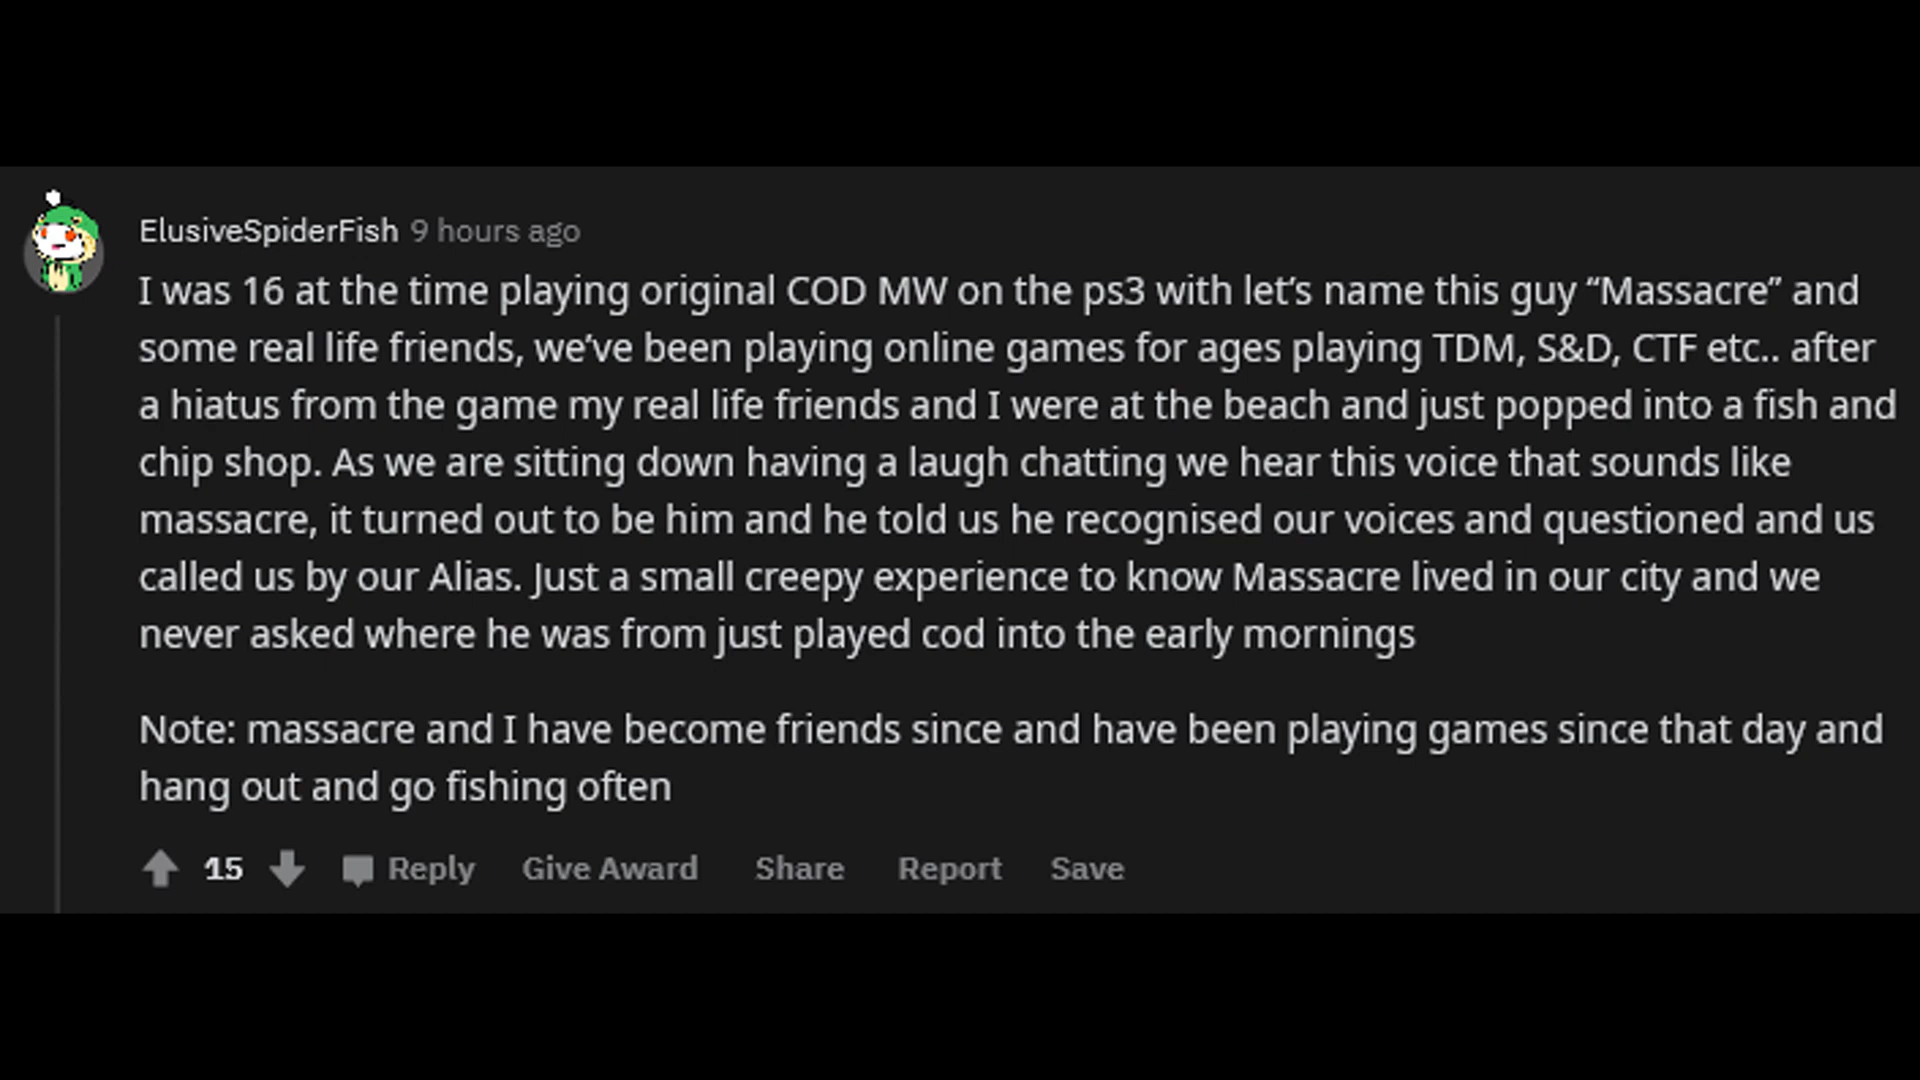 ElusiveSpiderFish 9 hours ago
I was 16 at the time playing original COD MW on the ps3 with let’s name this guy “Massacre” and
some real life friends, we’ve been playing online games for ages playing TDM, S&D, CTF etc.. after
a hiatus from the game my real life friends and I were at the beach and just popped into a fish and
chip shop. As we are sitting down having a laugh chatting we hear this voice that sounds like
massacre, it turned out to be him and he told us he recognised our voices and questioned and us
called us by our Alias. Just a small creepy experience to know Massacre lived in our city and we
never asked where he was from just played cod into the early mornings
Note: massacre and I have become friends since and have been playing games since that day and
hang out and go fishing often
15 Reply Give Award Share Report Save